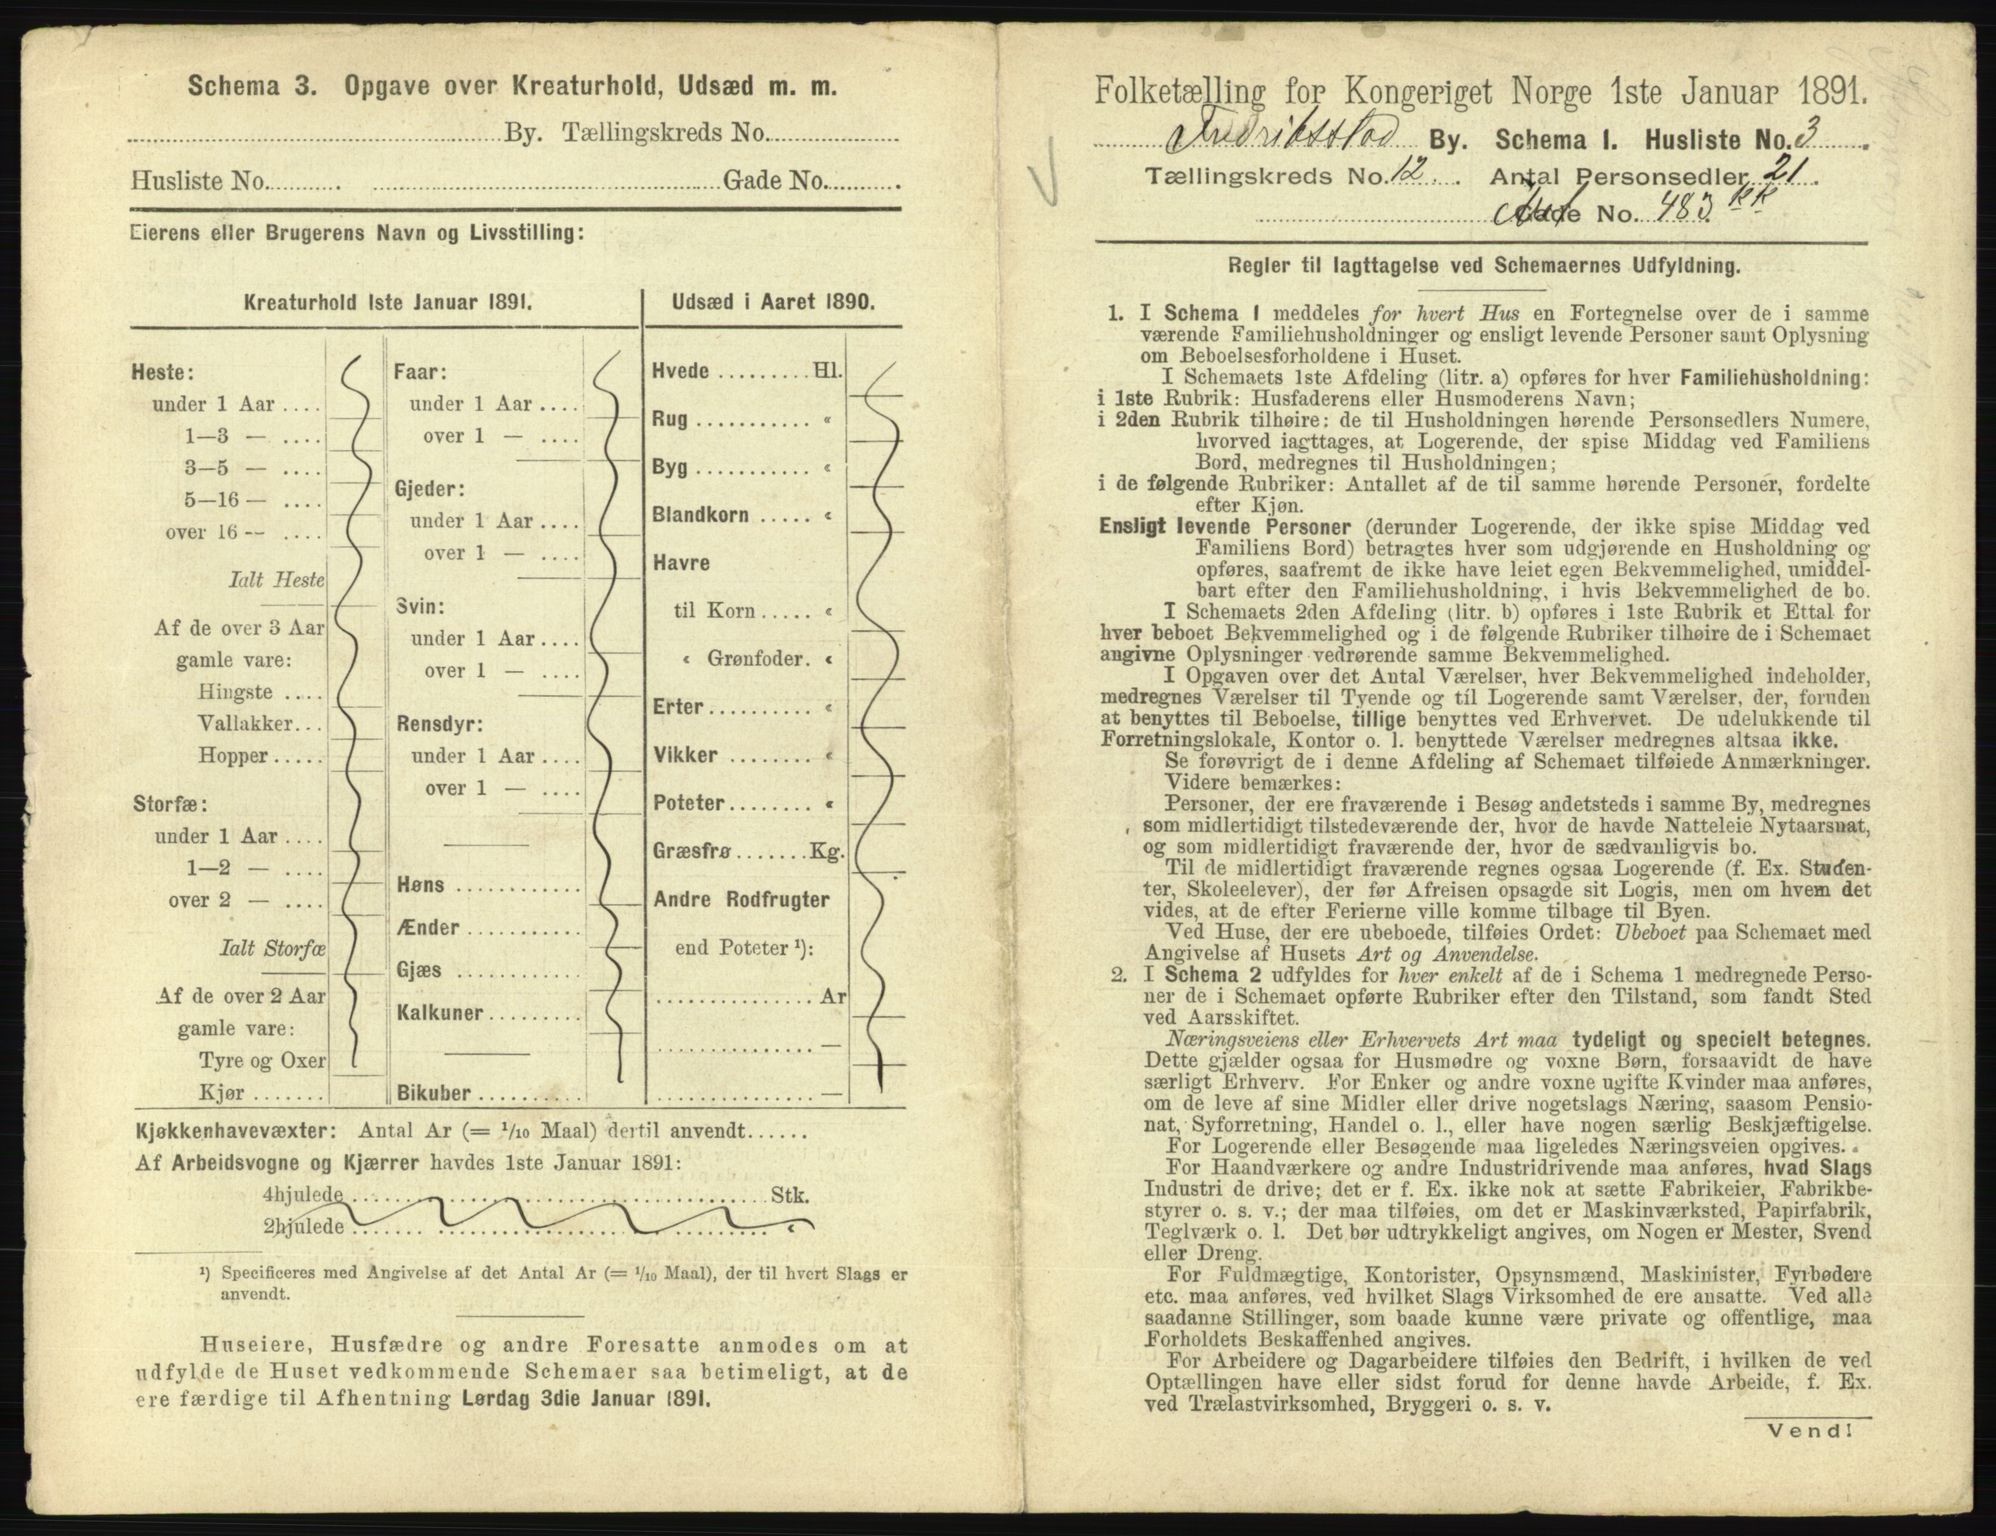 Schema 3. Opgave over Kreaturhold, Udsæd m. m.
By. Tællingskreds No.
Husliste No. Gade No.
Eierens eller Brugerens Navn og Livsstilling:
Kreaturhold 1ste Januar 1891.
Heste:
under 1 Aar ....
1—3 — ....
3—5 — ....
5—16 — ....
over 16 — ....
Ialt Heste
Af de over 3 Aar
gamle vare:
Hingste ....
Vallakker...
Hopper .....
Storfæ:
under 1 Aar ....
1—2 — ....
over 2 — ....
Ialt Storfæ
Af de over 2 Aar
gamle vare:
Tyre og Oxer
Kjør .......
Faar:
under 1 Aar ....
over 1 — ....
Gjeder:
under 1 Aar ....
over 1 — ....
Svin:
under 1 Aar ....
over 1 — ....
Rensdyr:
under 1 Aar ....
over 1 — ....
Høns ...........
Ænder ..........
Gjæs ...........
Kalkuner ........
Bikuber .........
Udsæd i Aaret 1890.
Hvede ......... Hl.
Rug ........... «
Byg ........... «
Blandkorn ..... «
Havre
til Korn ..... «
« Grønfoder. «
Erter .......... «
Vikker ......... «
Poteter ........ «
Græsfrø ....... Kg.
Andre Rodfrugter
end Poteter ¹):
............... Ar
............... —
............... —
Kjøkkenhavevæxter: Antal Ar (= 1/10 Maal) dertil anvendt......
Af Arbeidsvogne og Kjærrer havdes 1ste Januar 1891:
4hjulede ........ Stk.
2hjulede ........ «
¹) Specificeres med Angivelse af det Antal Ar (= 1/10 Maal), der til hvert Slags er
anvendt.
Huseiere, Husfædre og andre Foresatte anmodes om at
udfylde de Huset vedkommende Schemaer saa betimeligt, at de
ere færdige til Afhentning Lørdag 3die Januar 1891.
Folketælling for Kongeriget Norge 1ste Januar 1891.
Fredriksstad By. Schema 1. Husliste No. 3.
Tællingskreds No. 12. Antal Personsedler 21.
Gade No. 483 KK
Regler til Iagttagelse ved Schemaernes Udfyldning.
1. I Schema 1 meddeles for hvert Hus en Fortegnelse over de i samme
værende Familiehusholdninger og ensligt levende Personer samt Oplysning
om Beboelsesforholdene i Huset.
I Schemaets 1ste Afdeling (litr. a) opføres for hver Familiehusholdning:
i 1ste Rubrik: Husfaderens eller Husmoderens Navn;
i 2den Rubrik tilhøire: de til Husholdningen hørende Personsedlers Numere,
hvorved iagttages, at Logerende, der spise Middag ved Familiens
Bord, medregnes til Husholdningen;
i de følgende Rubriker: Antallet af de til samme hørende Personer, fordelte
efter Kjøn.
Ensligt levende Personer (derunder Logerende, der ikke spise Middag ved
Familiens Bord) betragtes hver som udgjørende en Husholdning og
opføres, saafremt de ikke have leiet egen Bekvemmelighed, umiddel-
bart efter den Familiehusholdning, i hvis Bekvemmelighed de bo.
I Schemaets 2den Afdeling (litr. b) opføres i 1ste Rubrik et Ettal for
hver beboet Bekvemmelighed og i de følgende Rubriker tilhøire de i Schemaet
angivne Oplysninger vedrørende samme Bekvemmelighed.
I Opgaven over det Antal Værelser, hver Bekvemmelighed indeholder,
medregnes Værelser til Tyende og til Logerende samt Værelser, der, foruden
at benyttes til Beboelse, tillige benyttes ved Erhvervet. De udelukkende til
Forretningslokale, Kontor o. l. benyttede Værelser medregnes altsaa ikke.
Se forøvrigt de i denne Afdeling af Schemaet tilføiede Anmærkninger.
Videre bemærkes:
Personer, der ere fraværende i Besøg andetsteds i samme By, medregnes
som midlertidigt tilstedeværende der, hvor de havde Natteleie Nytaarsnat,
og som midlertidigt fraværende der, hvor de sædvanligvis bo.
Til de midlertidigt fraværende regnes ogsaa Logerende (f. Ex. Studen-
ter, Skoleelever), der før Afreisen opsagde sit Logis, men om hvem det
vides, at de efter Ferierne ville komme tilbage til Byen.
Ved Huse, der ere ubeboede, tilføies Ordet: Ubeboet paa Schemaet med
Angivelse af Husets Art og Anvendelse.
2. I Schema 2 udfyldes for hver enkelt af de i Schema 1 medregnede Perso-
ner de i Schemaet opførte Rubriker efter den Tilstand, som fandt Sted
ved Aarsskiftet.
Næringsveiens eller Erhvervets Art maa tydeligt og specielt betegnes.
Dette gjælder ogsaa for Husmødre og voxne Børn, forsaavidt de have
særligt Erhverv. For Enker og andre voxne ugifte Kvinder maa anføres,
om de leve af sine Midler eller drive nogetslags Næring, saasom Pensio-
nat, Syforretning, Handel o. l., eller have nogen særlig Beskjæftigelse.
For Logerende eller Besøgende maa ligeledes Næringsveien opgives.
For Haandværkere og andre Industridrivende maa anføres, hvad Slags
Industri de drive; det er f. Ex. ikke nok at sætte Fabrikeier, Fabrikbe-
styrer o. s. v.; der maa tilføies, om det er Maskinværksted, Papirfabrik,
Teglværk o. l. Det bør udtrykkeligt angives, om Nogen er Mester, Svend
eller Dreng.
For Fuldmægtige, Kontorister, Opsynsmænd, Maskinister, Fyrbødere
etc. maa anføres, ved hvilket Slags Virksomhed de ere ansatte. Ved alle
saadanne Stillinger, som baade kunne være private og offentlige, maa
Forholdets Beskaffenhed angives.
For Arbeidere og Dagarbeidere tilføies den Bedrift, i hvilken de ved
Optællingen have eller sidst forud for denne havde Arbeide, f. Ex.
ved Trælastvirksomhed, Bryggeri o. s. v.
Vend!